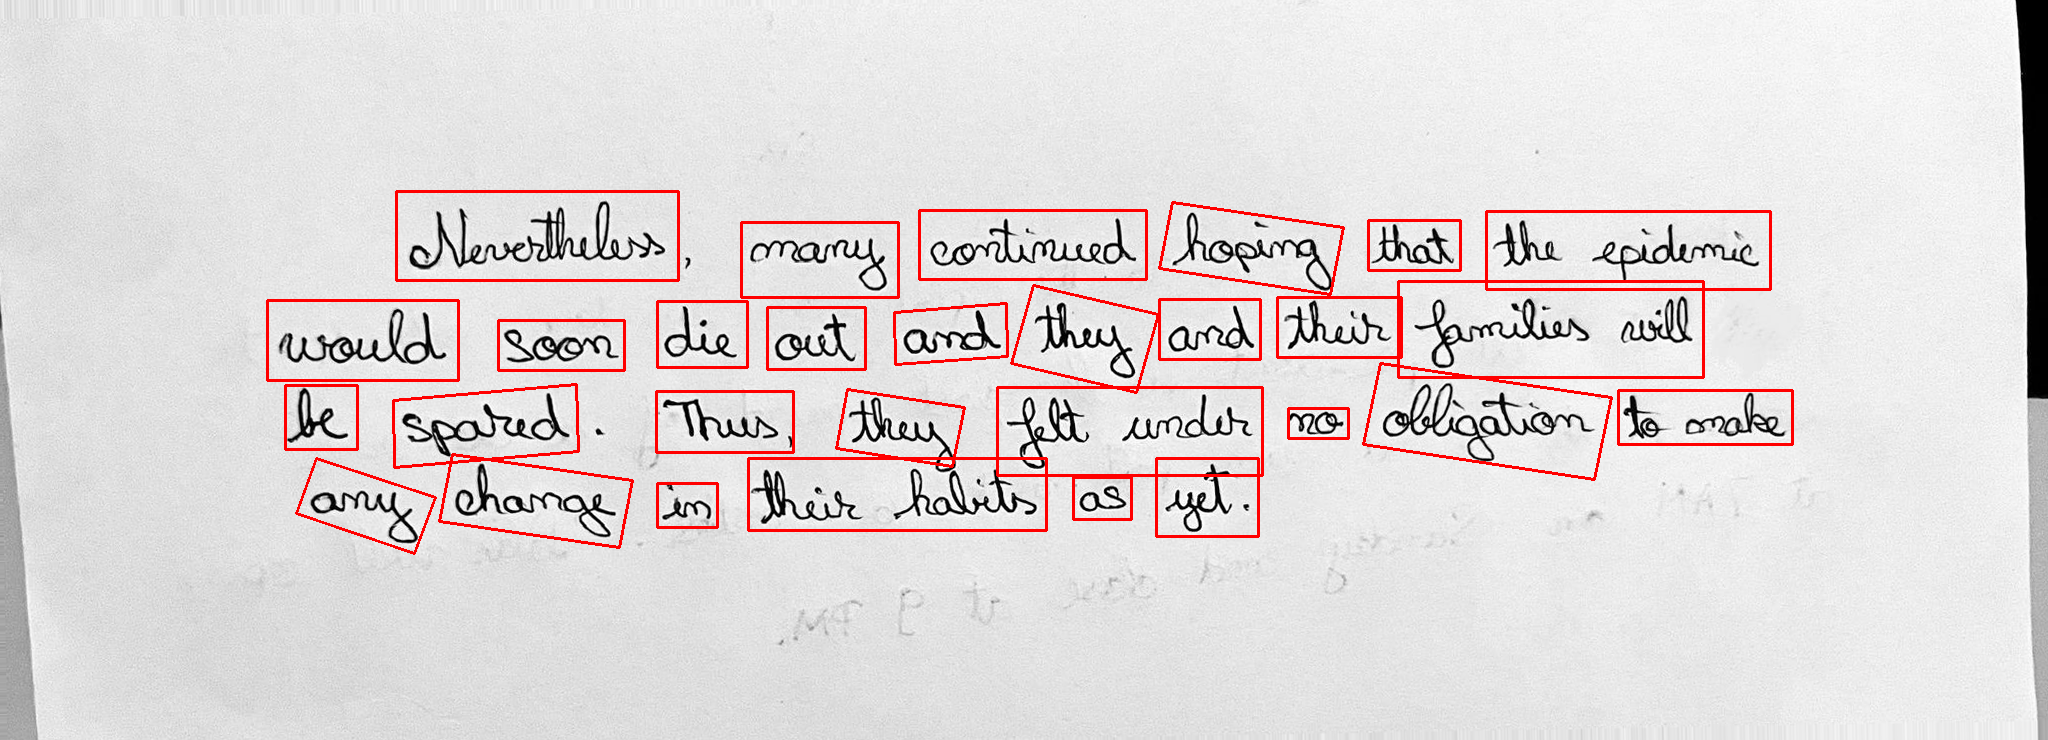 Nevertheless, many continued hoping that the epidemic
would soon die out and they and their families will
be spared. Thus, they felt under no obligation to make
any change in their habits as yet.